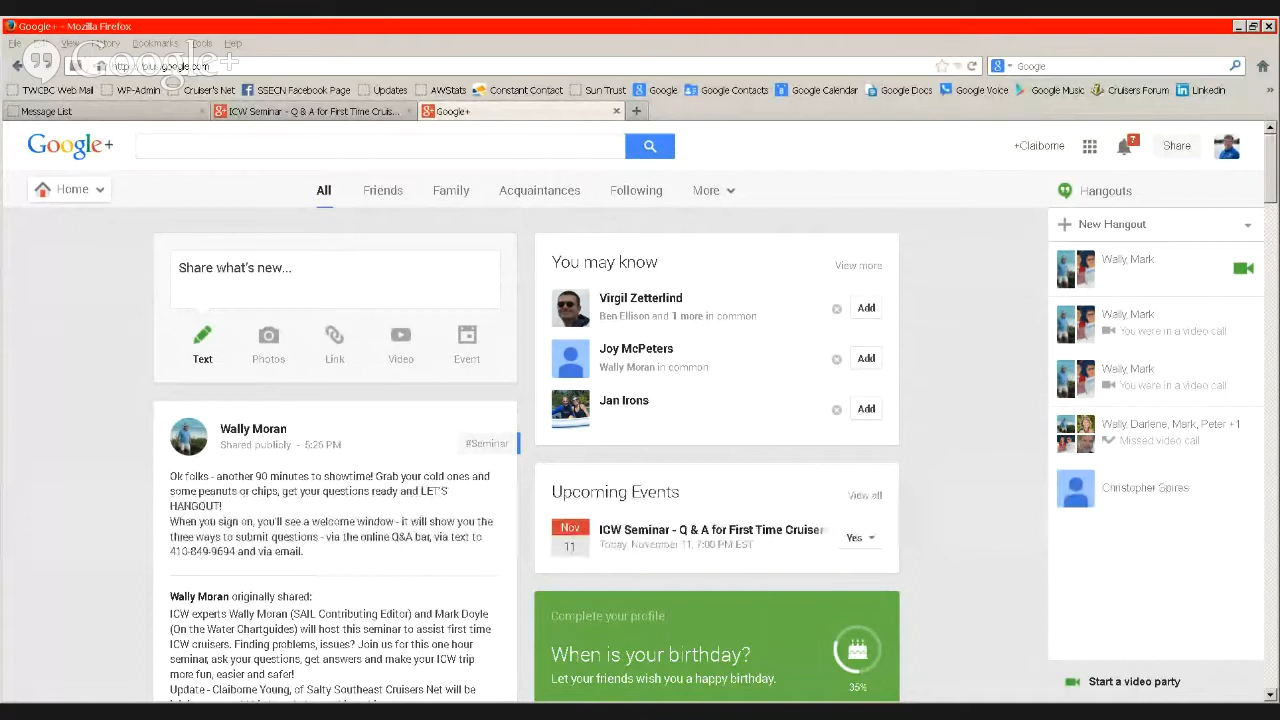 Google+ - Mozilla Firefox
File Edit View History Bookmarks Tools Help
Google+
Google
TWCBC Web Mail WP-Admin Cruiser's Net SSECN Facebook Page Updates AWStats Constant Contact Sun Trust Google Google Contacts Google Calendar Google Docs Google Voice Google Music Cruisers Forum Linkedin
Message List ICW Seminar - Q & A for First Time Cruis... Google+
Google+
+Claiborne 7 Share
Home All Friends Family Acquaintances Following More Hangouts
New Hangout
Share what's new...
Text Photos Link Video Event
Wally Moran
Shared publicly - 5:26 PM
#Seminar
Ok folks - another 90 minutes to showtime! Grab your cold ones and
some peanuts or chips, get your questions ready and LET'S
HANGOUT!
When you sign on, you'll see a welcome window - it will show you the
three ways to submit questions - via the online Q&A bar, via text to
410-849-9694 and via email.
Wally Moran originally shared:
ICW experts Wally Moran (SAIL Contributing Editor) and Mark Doyle
(On the Water Chartguides) will host this seminar to assist first time
ICW cruisers. Finding problems, issues? Join us for this one hour
seminar, ask your questions, get answers and make your ICW trip
more fun, easier and safer!
Update - Claiborne Young, of Salty Southeast Cruisers Net will be
You may know View more
Virgil Zetterlind
Ben Ellison and 1 more in common
Add
Joy McPeters
Wally Moran in common
Add
Jan Irons
Add
Upcoming Events View all
Nov
11
ICW Seminar - Q & A for First Time Cruisers
Today, November 11, 7:00 PM EST
Yes
Complete your profile
When is your birthday?
Let your friends wish you a happy birthday.
35%
Wally, Mark
Wally, Mark
You were in a video call
Wally, Mark
You were in a video call
Wally, Darlene, Mark, Peter +1
Missed video call
Christopher Spires
Start a video party